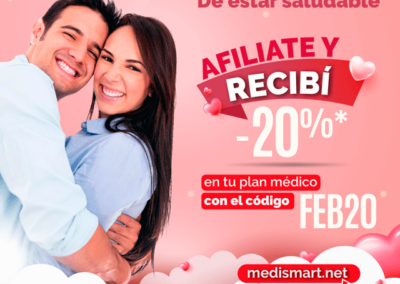 De estar saludable
AFILIATE Y
RECIBÍ
-20%*
en tu plan médico
con el código
FEB20
medismart.net